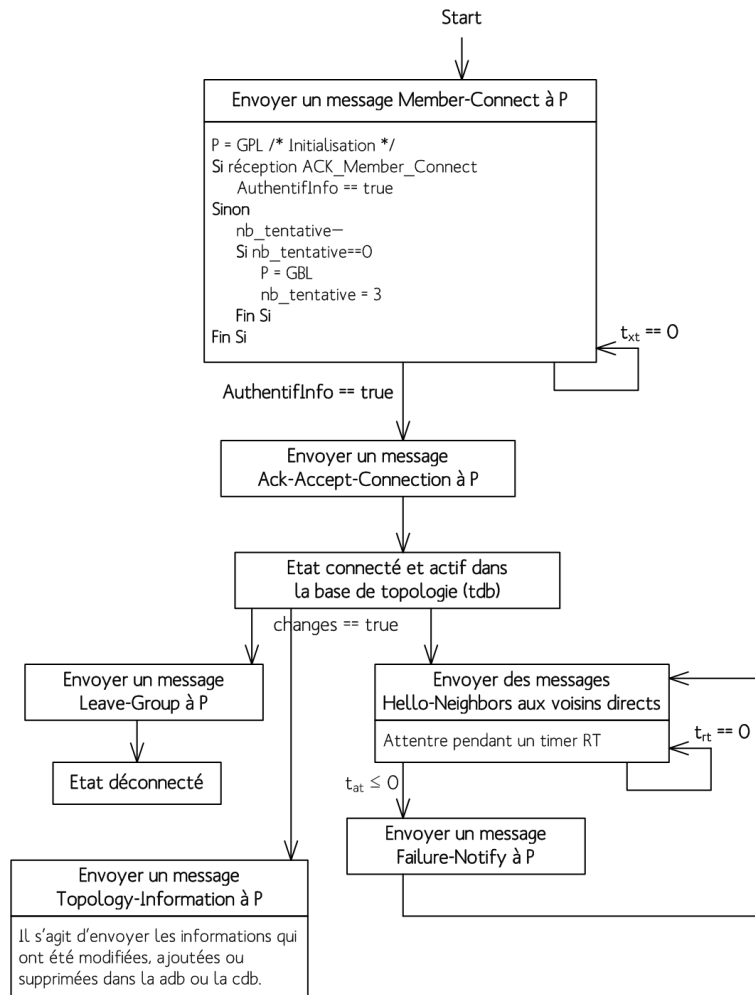 Start
Envoyer un message Member-Connect à P
P = GPL /* Initialisation */
Si réception ACK_Member_Connect
AuthentifInfo == true
Sinon
nb_tentative—
Si nb_tentative==0
P = GBL
nb_tentative = 3
Fin Si
Fin Si
t_xt == 0
AuthentifInfo == true
Envoyer un message
Ack-Accept-Connection à P
Etat connecté et actif dans
la base de topologie (tdb)
changes == true
Envoyer un message
Leave-Group à P
Etat déconnecté
Envoyer des messages
Hello-Neighbors aux voisins directs
Attentre pendant un timer RT
t_rt == 0
t_at ≤ 0
Envoyer un message
Failure-Notify à P
Envoyer un message
Topology-Information à P
Il s'agit d'envoyer les informations qui
ont été modifiées, ajoutées ou
supprimées dans la adb ou la cdb.